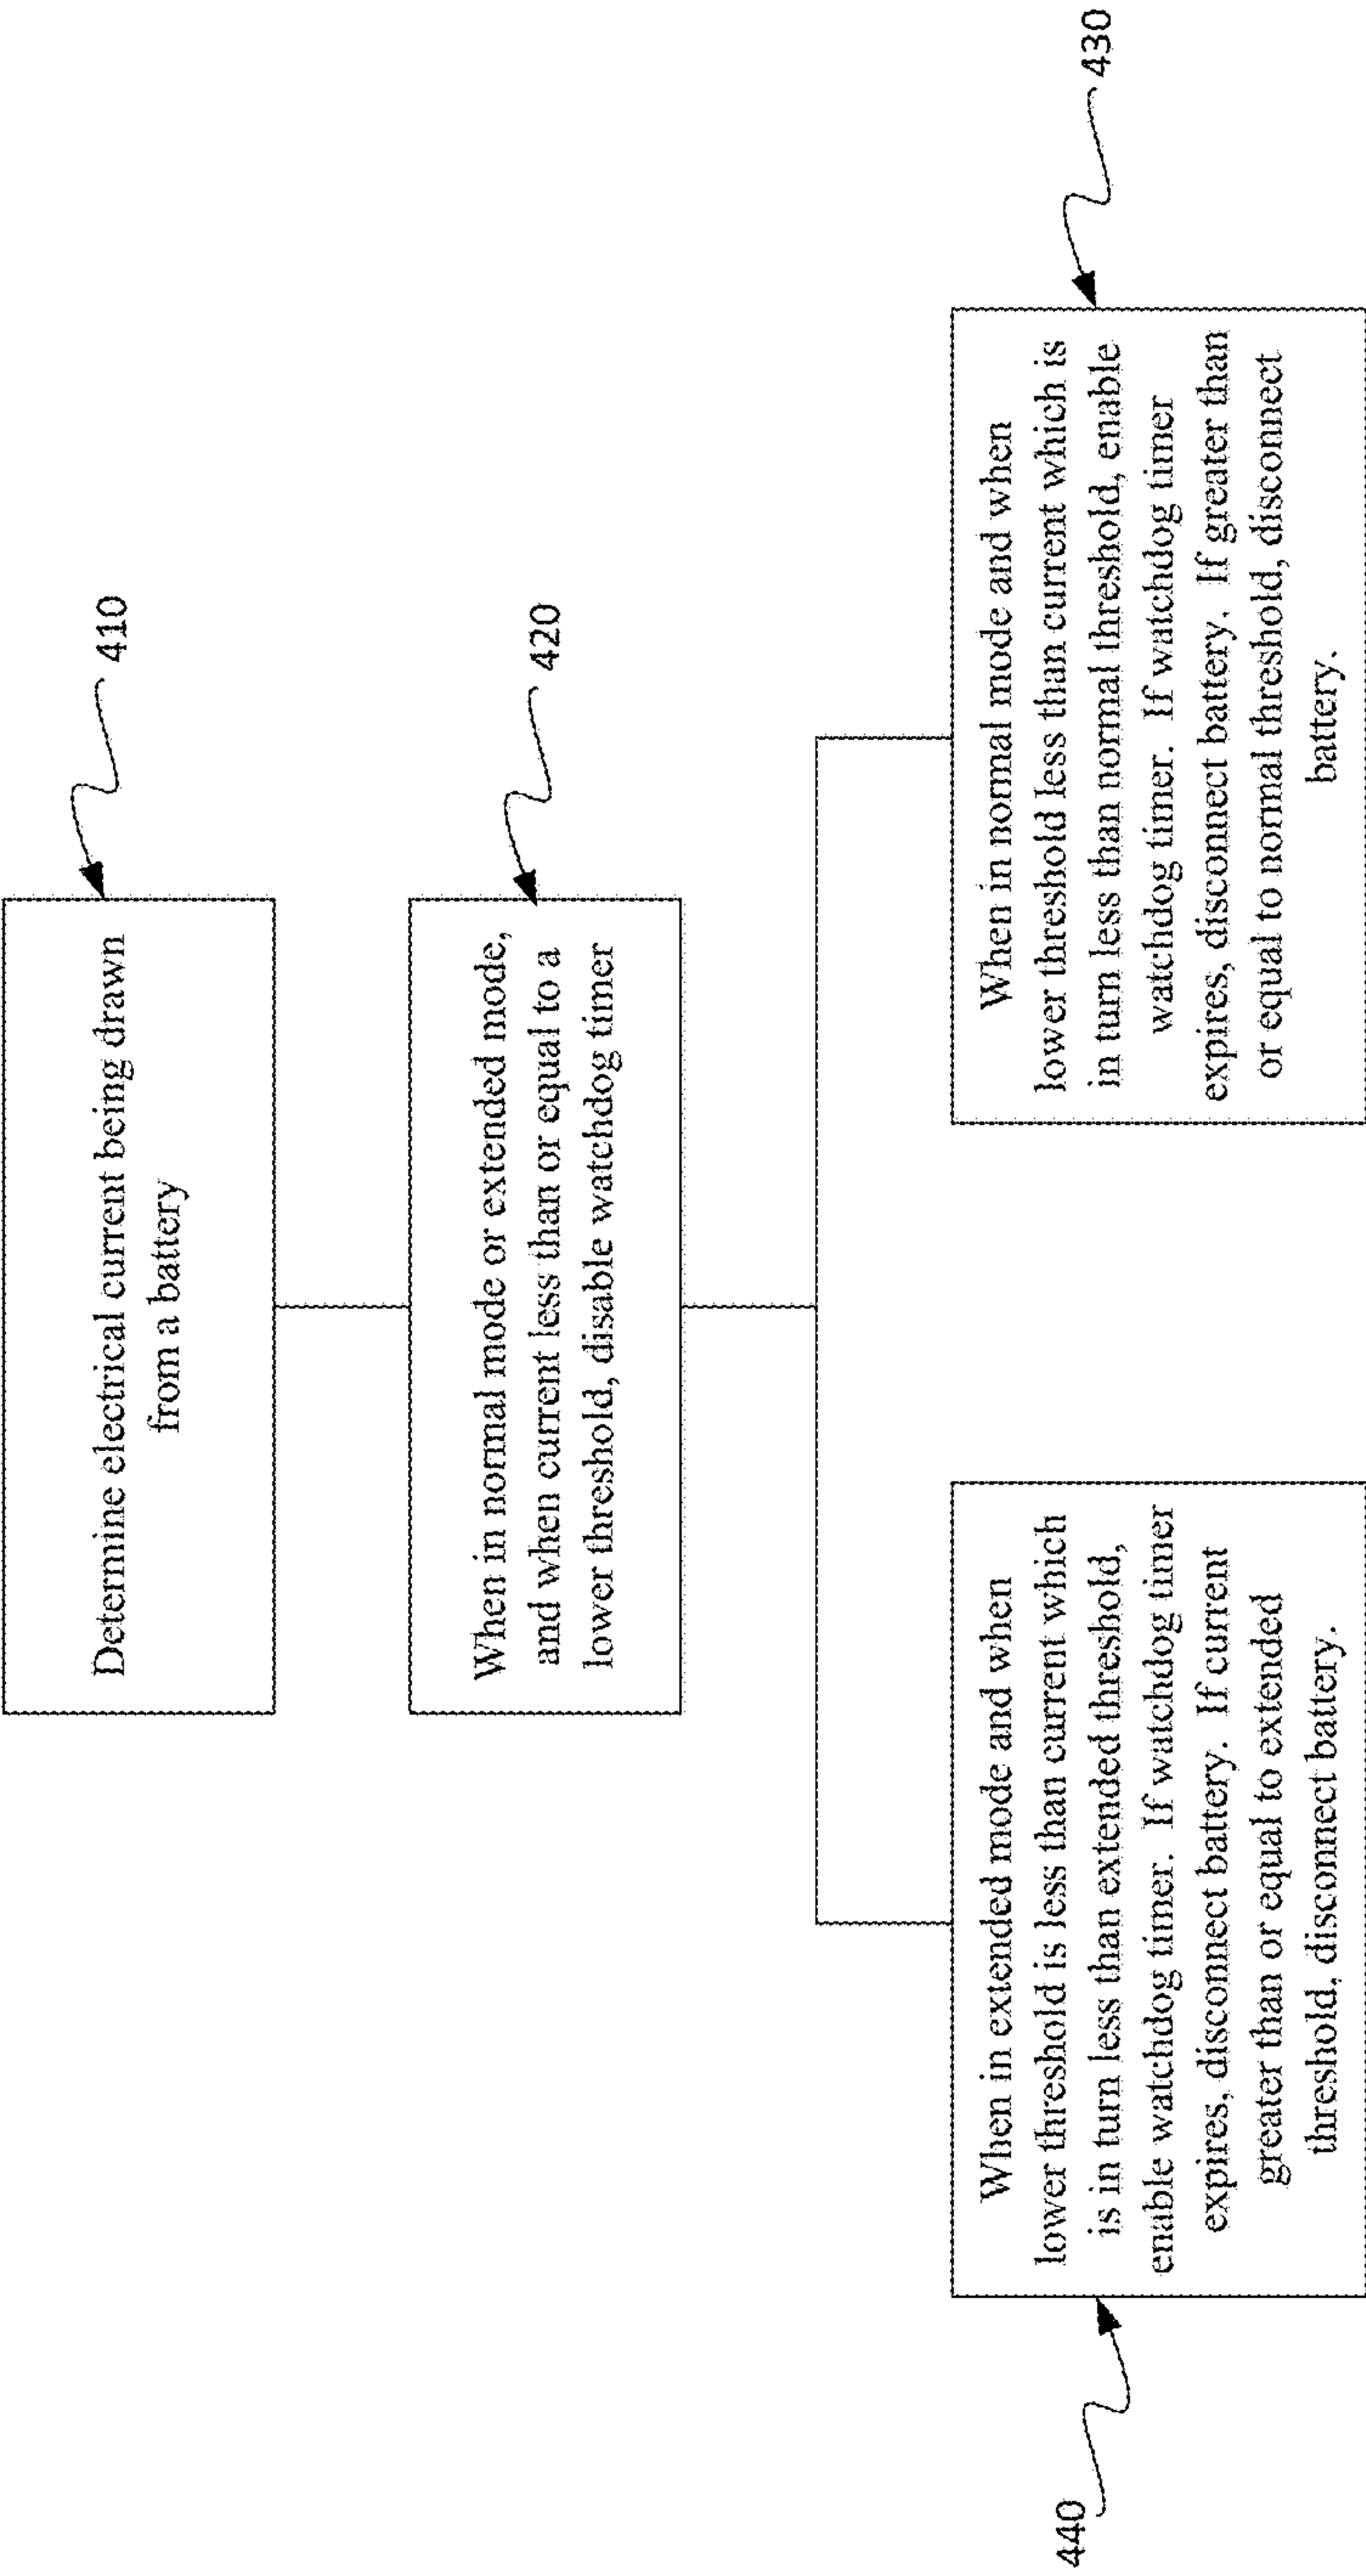 410
Determine electrical current being drawn
from a battery
420
When in normal mode or extended mode,
and when current less than or equal to a
lower threshold, disable watchdog timer
440
When in extended mode and when
lower threshold is less than current which
is in turn less than extended threshold,
enable watchdog timer. If watchdog timer
expires, disconnect battery. If current
greater than or equal to extended
threshold, disconnect battery.
430
When in normal mode and when
lower threshold less than current which is
in turn less than normal threshold, enable
watchdog timer. If watchdog timer
expires, disconnect battery. If greater than
or equal to normal threshold, disconnect
battery.